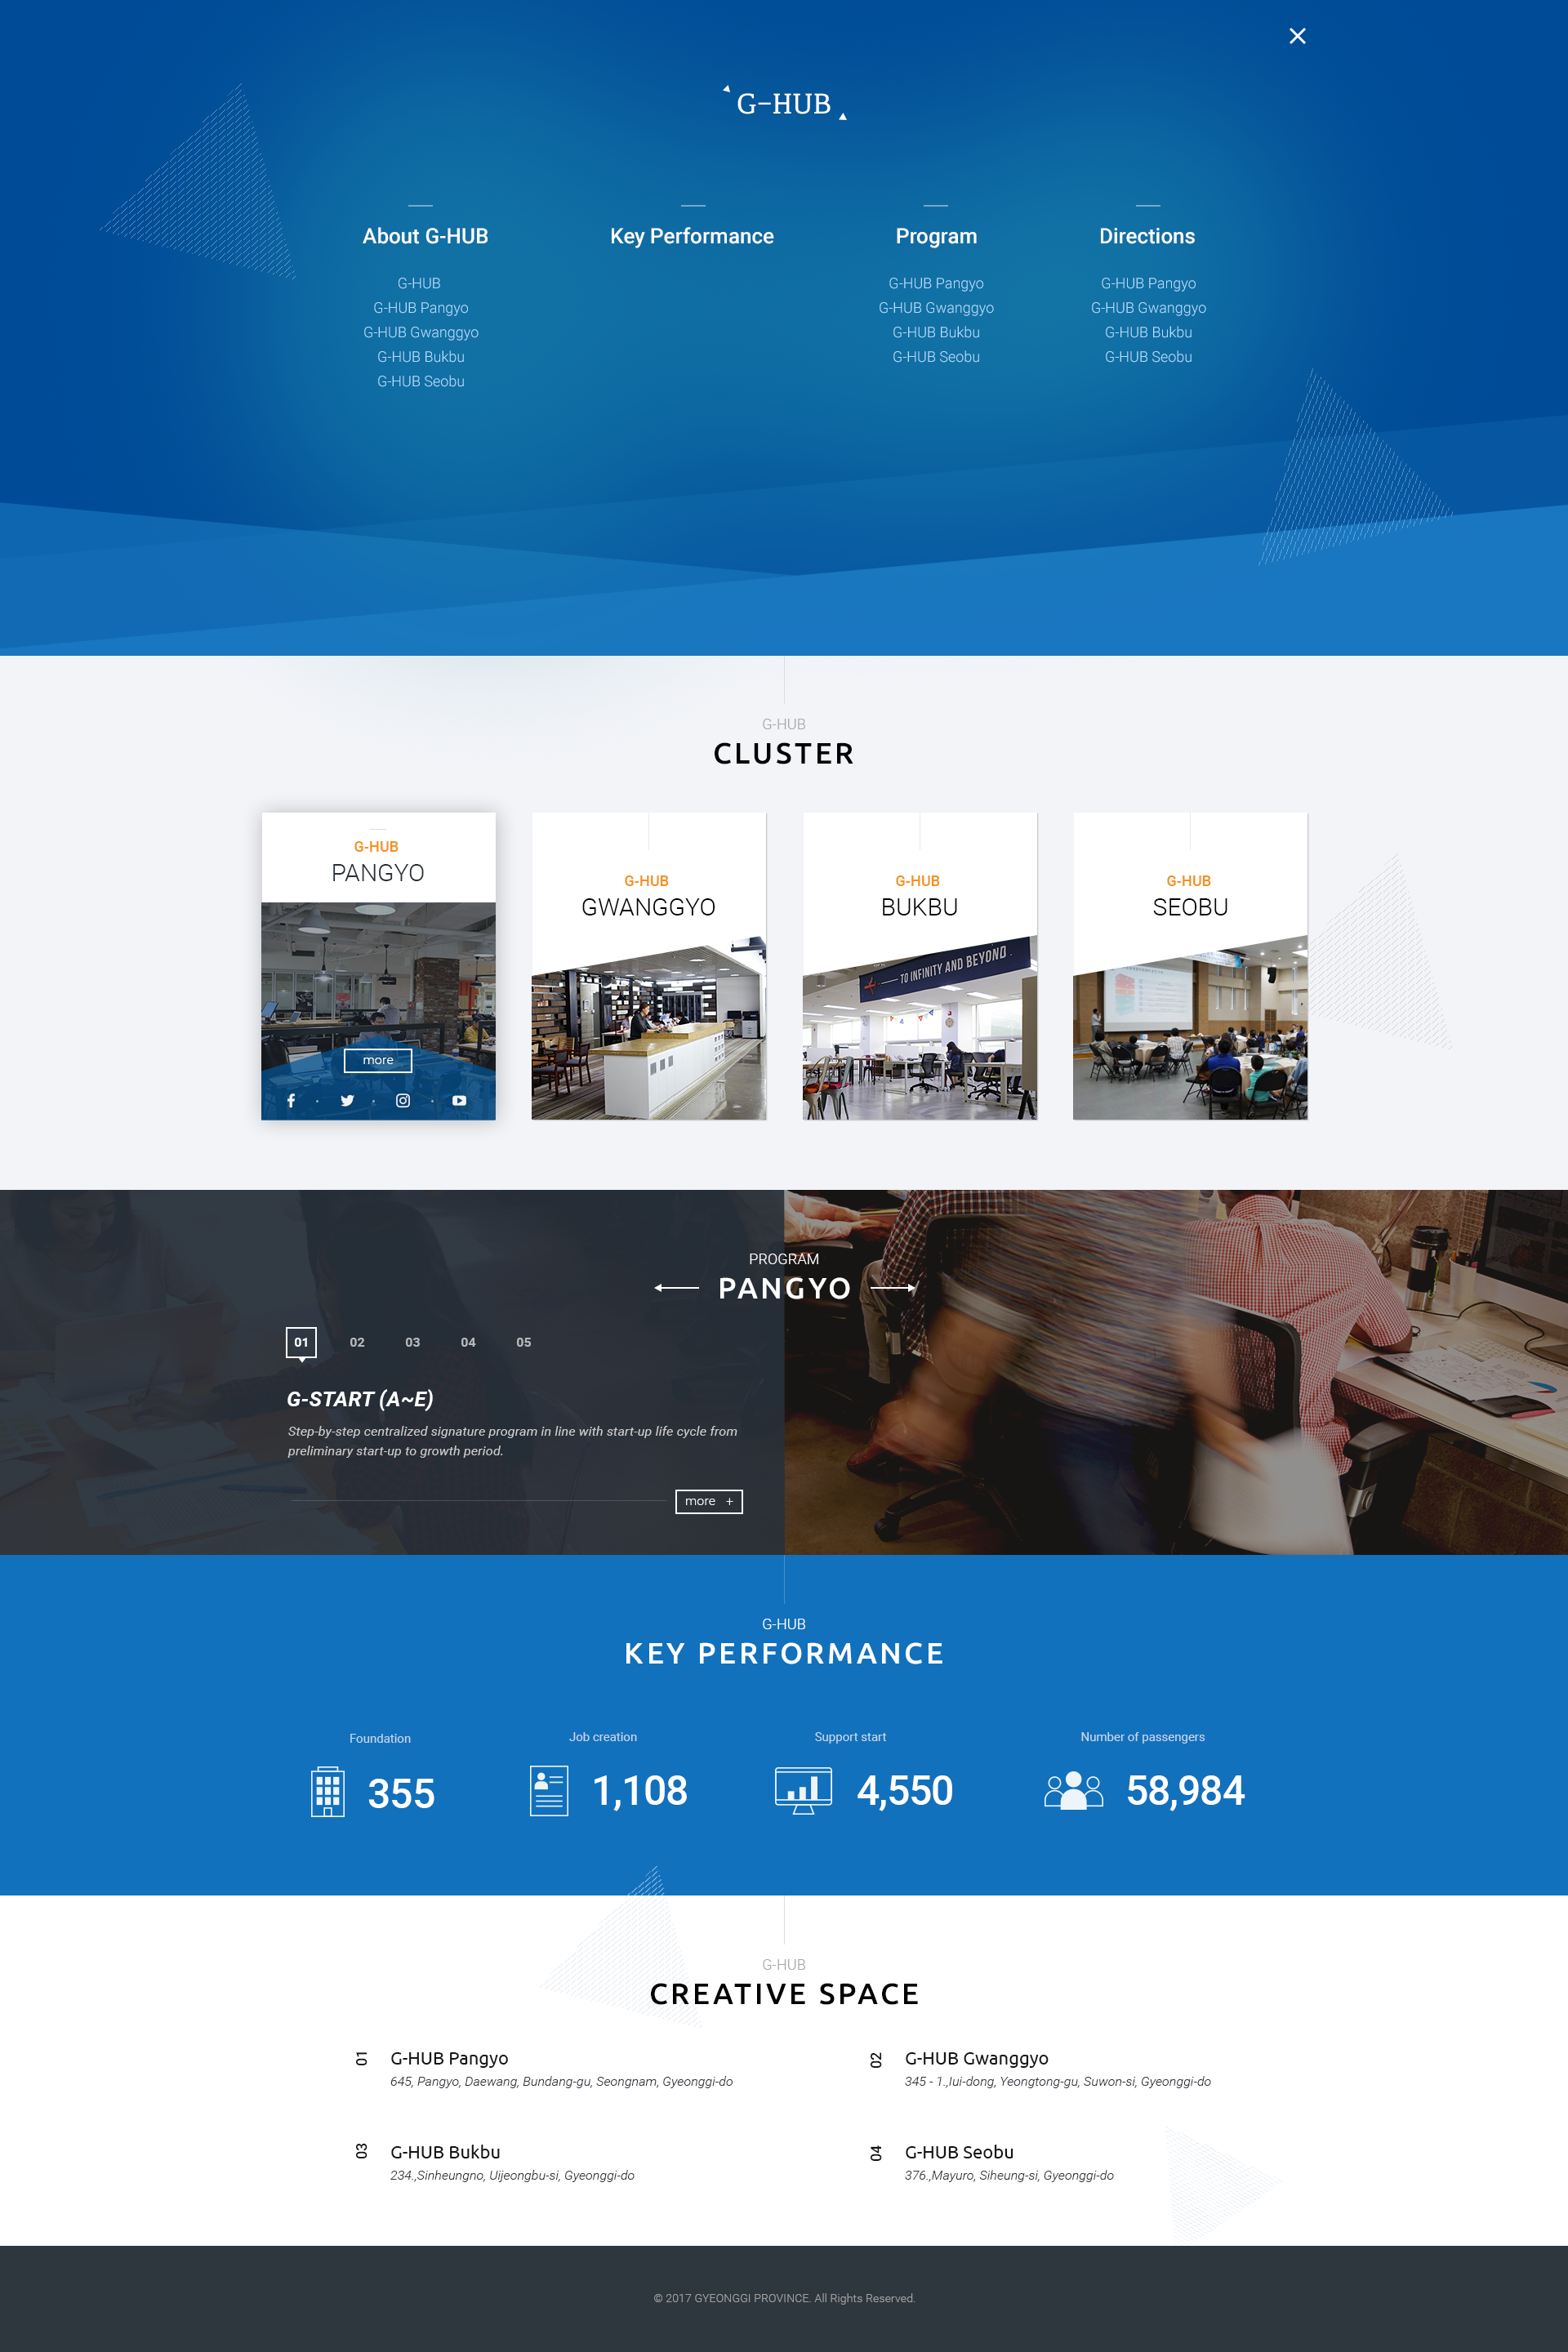 G-HUB
About G-HUB
G-HUB
G-HUB Pangyo
G-HUB Gwanggyo
G-HUB Bukbu
G-HUB Seobu
Key Performance
Program
G-HUB Pangyo
G-HUB Gwanggyo
G-HUB Bukbu
G-HUB Seobu
Directions
G-HUB Pangyo
G-HUB Gwanggyo
G-HUB Bukbu
G-HUB Seobu
G-HUB
CLUSTER
G-HUB
PANGYO
more
G-HUB
GWANGGYO
G-HUB
BUKBU
TO INFINITY AND BEYOND
G-HUB
SEOBU
PROGRAM
PANGYO
01 02 03 04 05
G-START (A~E)
Step-by-step centralized signature program in line with start-up life cycle from
preliminary start-up to growth period.
more +
G-HUB
KEY PERFORMANCE
Foundation
355
Job creation
1,108
Support start
4,550
Number of passengers
58,984
G-HUB
CREATIVE SPACE
01
G-HUB Pangyo
645, Pangyo, Daewang, Bundang-gu, Seongnam, Gyeonggi-do
02
G-HUB Gwanggyo
345 - 1.,Iui-dong, Yeongtong-gu, Suwon-si, Gyeonggi-do
03
G-HUB Bukbu
234.,Sinheungno, Uijeongbu-si, Gyeonggi-do
04
G-HUB Seobu
376.,Mayuro, Siheung-si, Gyeonggi-do
© 2017 GYEONGGI PROVINCE. All Rights Reserved.